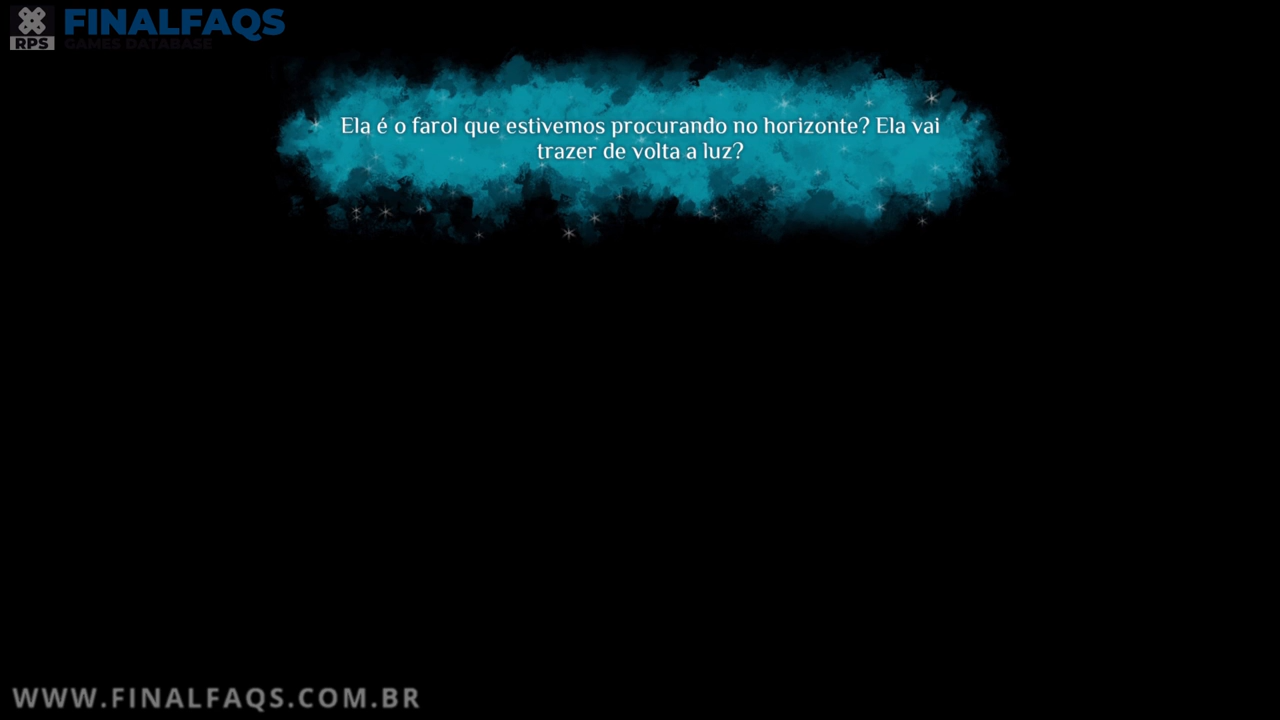 FINALFAQS
RPS
GAMES DATABASE
Ela é o farol que estivemos procurando no horizonte? Ela vai
trazer de volta a luz?
WWW.FINALFAQS.COM.BR